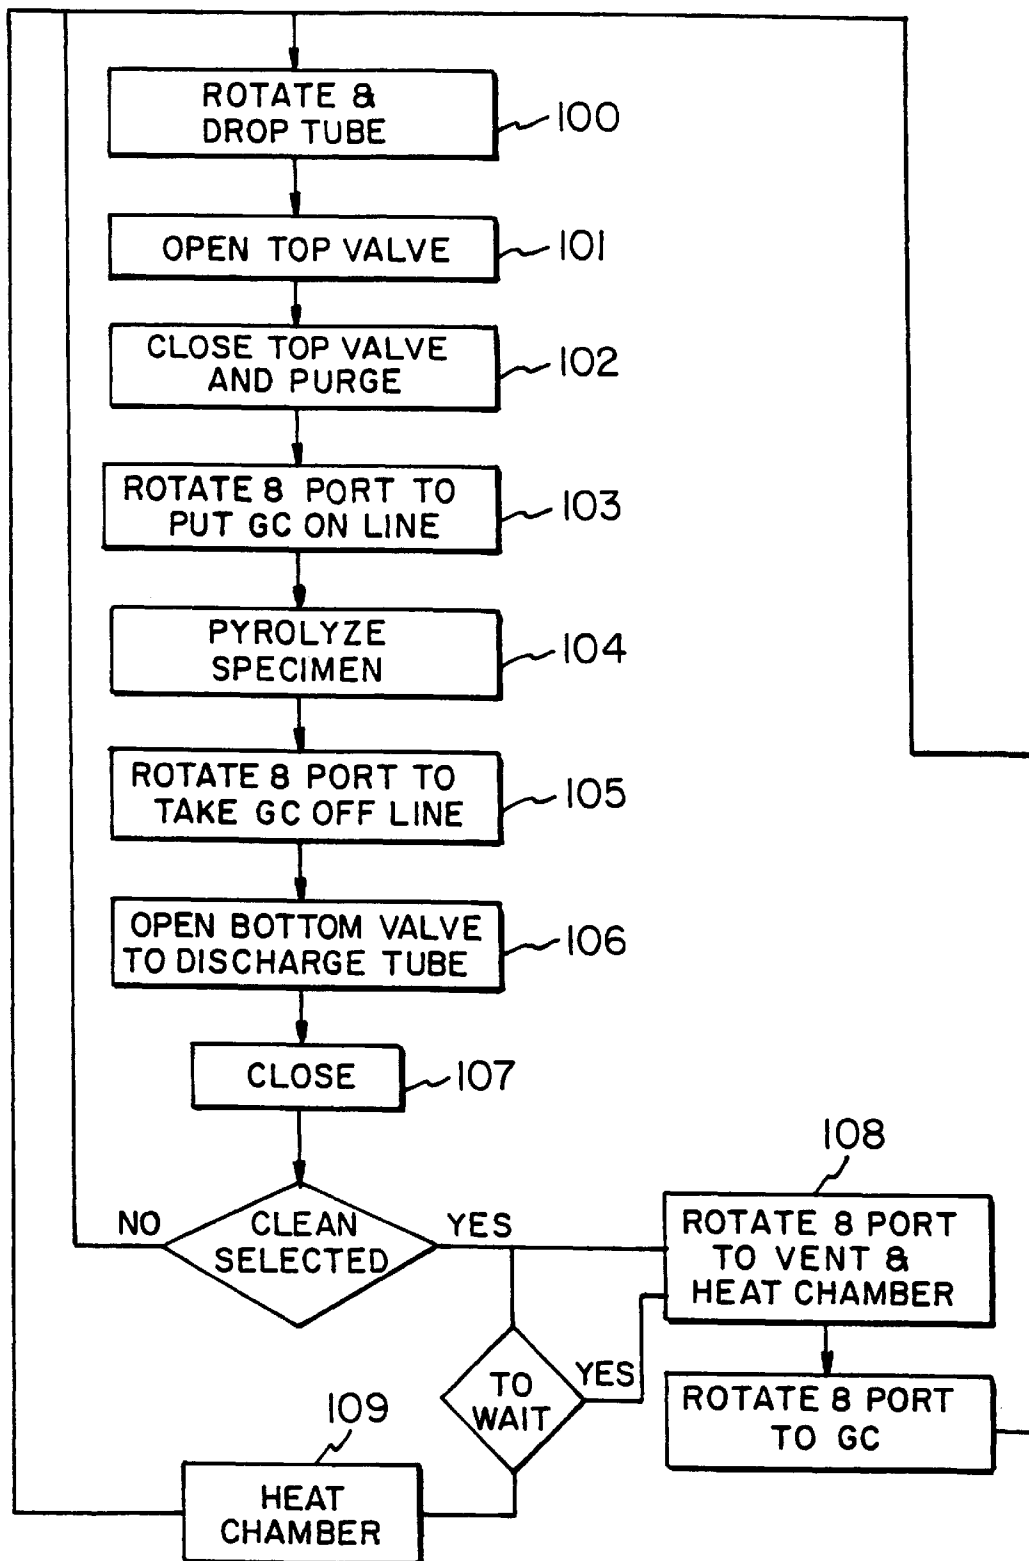 ROTATE &
DROP TUBE
100
OPEN TOP VALVE
101
CLOSE TOP VALVE
AND PURGE
102
ROTATE 8 PORT TO
PUT GC ON LINE
103
PYROLYZE
SPECIMEN
104
ROTATE 8 PORT TO
TAKE GC OFF LINE
105
OPEN BOTTOM VALVE
TO DISCHARGE TUBE
106
CLOSE
107
CLEAN
SELECTED
NO
YES
108
ROTATE 8 PORT
TO VENT &
HEAT CHAMBER
TO
WAIT
YES
ROTATE 8 PORT
TO GC
109
HEAT
CHAMBER